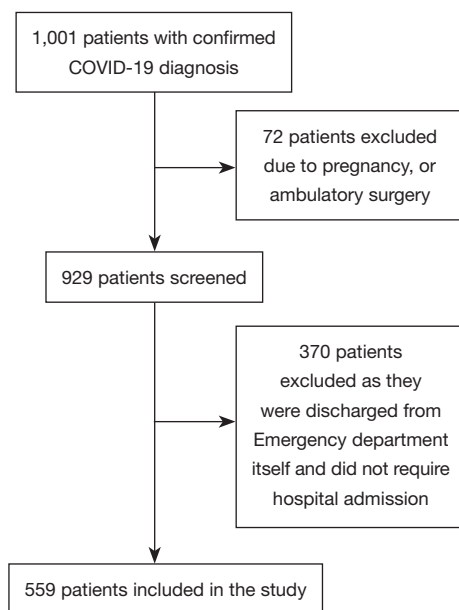 1,001 patients with confirmed
COVID-19 diagnosis
72 patients excluded
due to pregnancy, or
ambulatory surgery
929 patients screened
370 patients
excluded as they
were discharged from
Emergency department
itself and did not require
hospital admission
559 patients included in the study